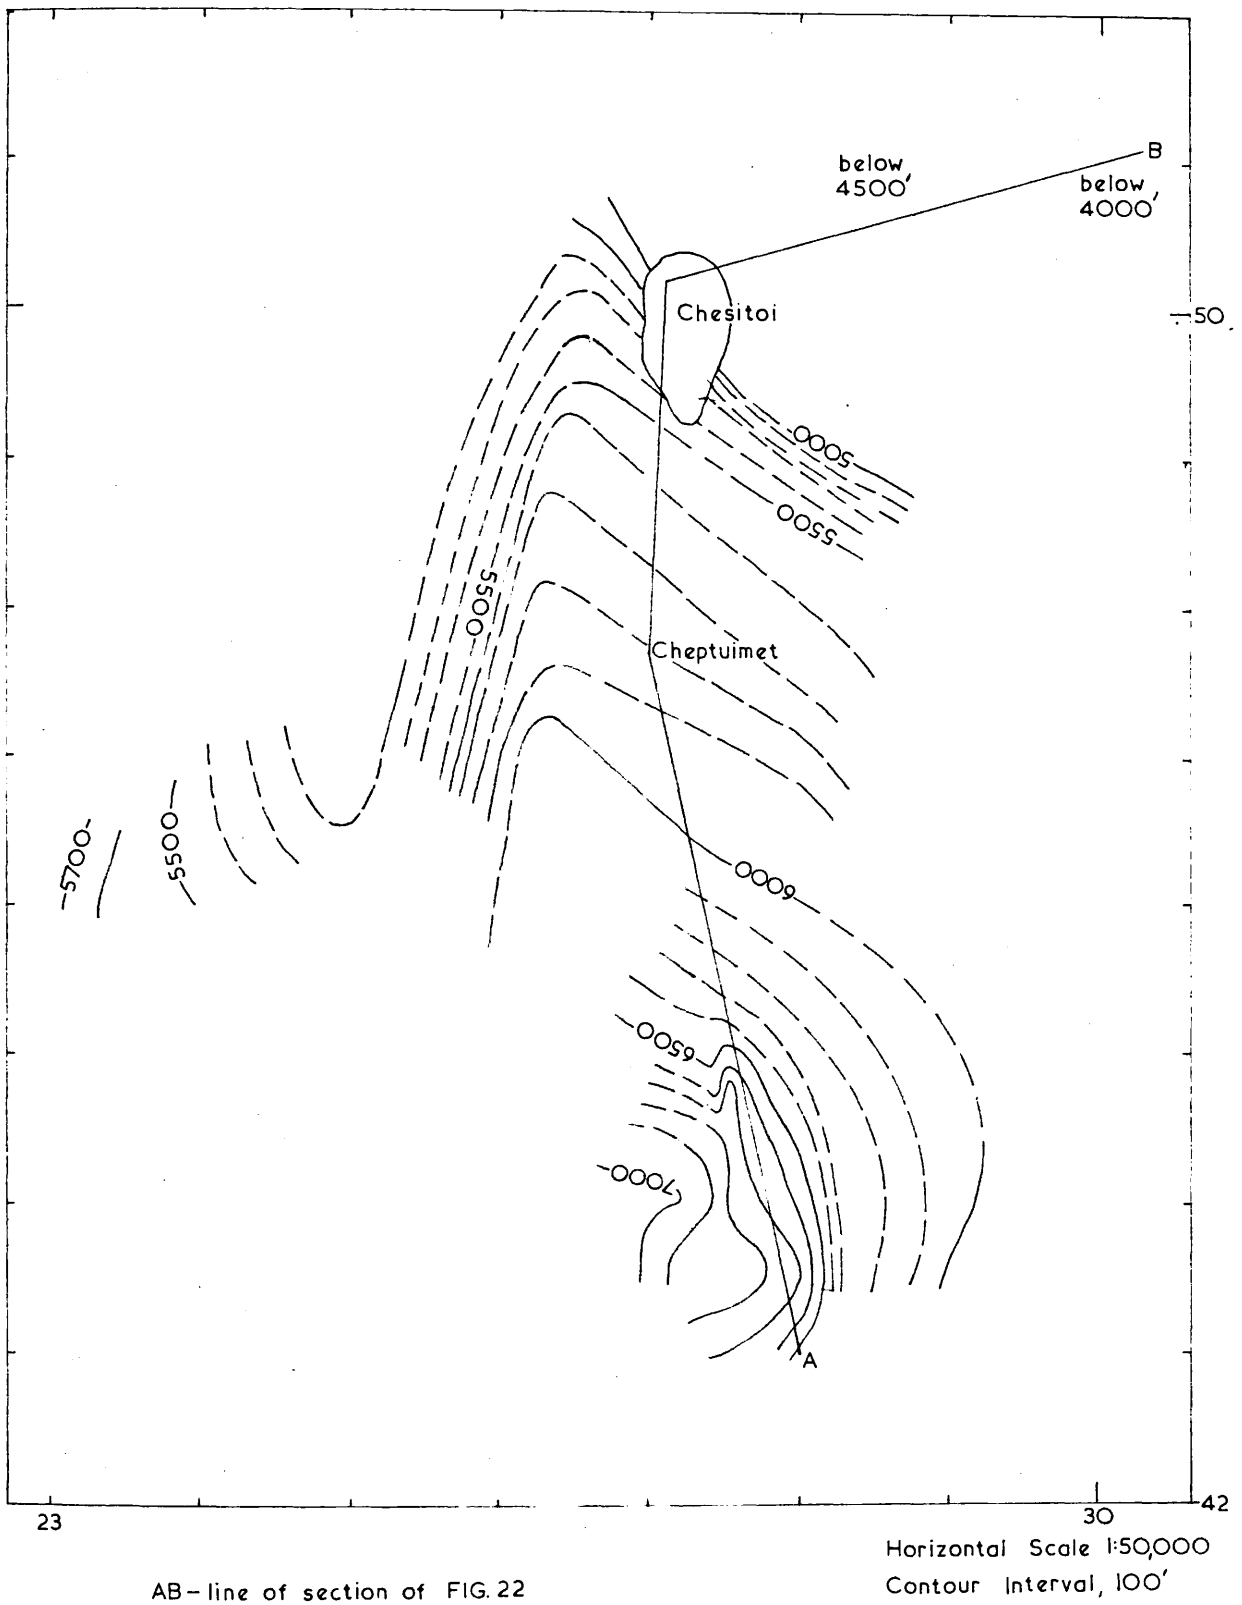 B
below
4500'
below
4000'
Chesitoi
50
5000
5500
5500
Cheptuimet
5700
5500
6000
6500
7000
A
42
23
30
Horizontal Scale 1:50,000
Contour Interval, 100'
AB-line of section of FIG. 22